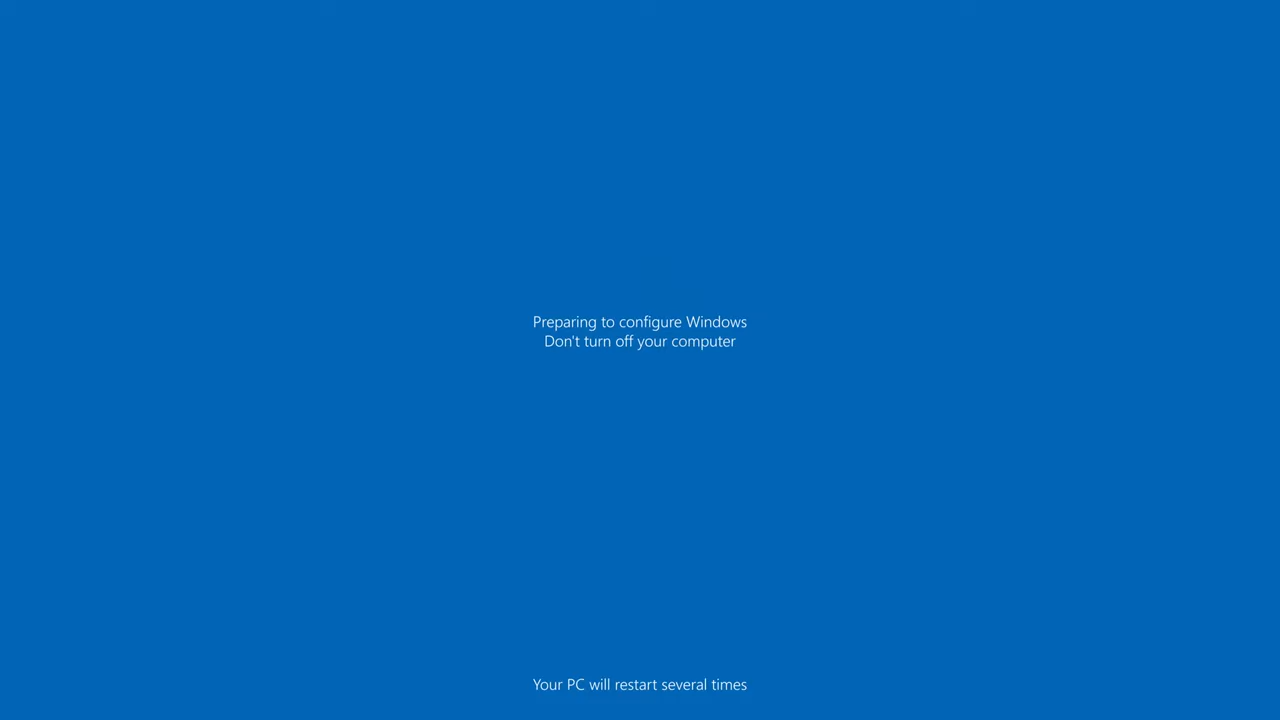 Preparing to configure Windows
Don't turn off your computer
Your PC will restart several times